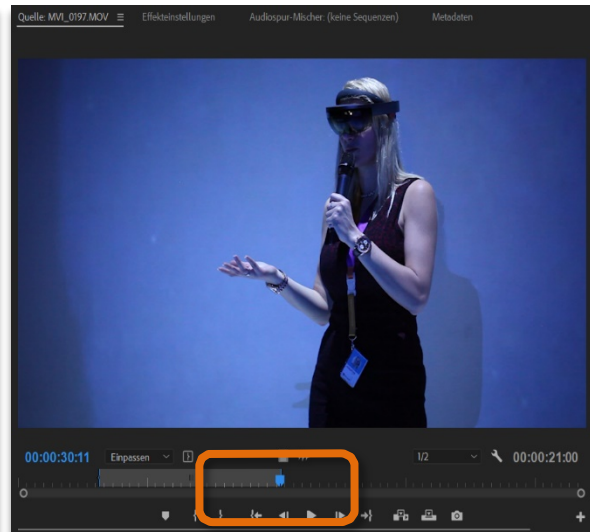 Quelle: MVI_0197.MOV Effekteinstellungen Audiospur-Mischer: (keine Sequenzen) Metadaten
00:00:30:11 Einpassen 1/2 00:00:21:00